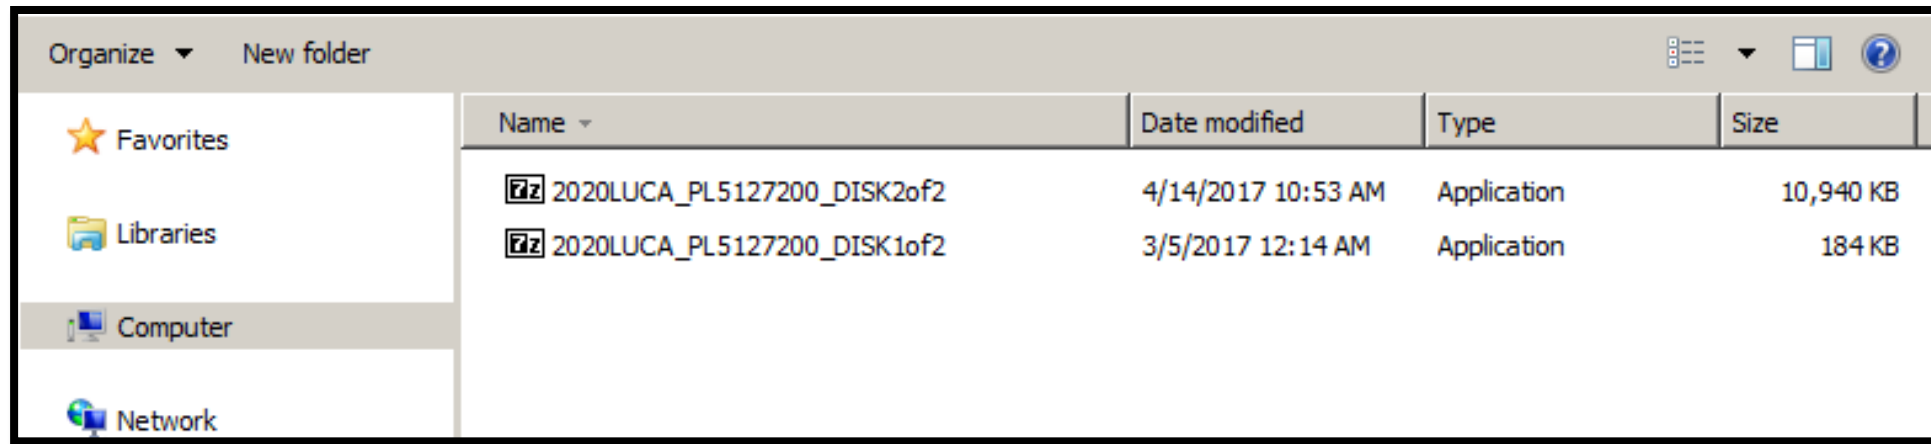 Organize New folder
Favorites
Libraries
Computer
Network
Name Date modified Type Size
2020LUCA_PL5127200_DISK2of2 4/14/2017 10:53 AM Application 10,940 KB
2020LUCA_PL5127200_DISK1of2 3/5/2017 12:14 AM Application 184 KB